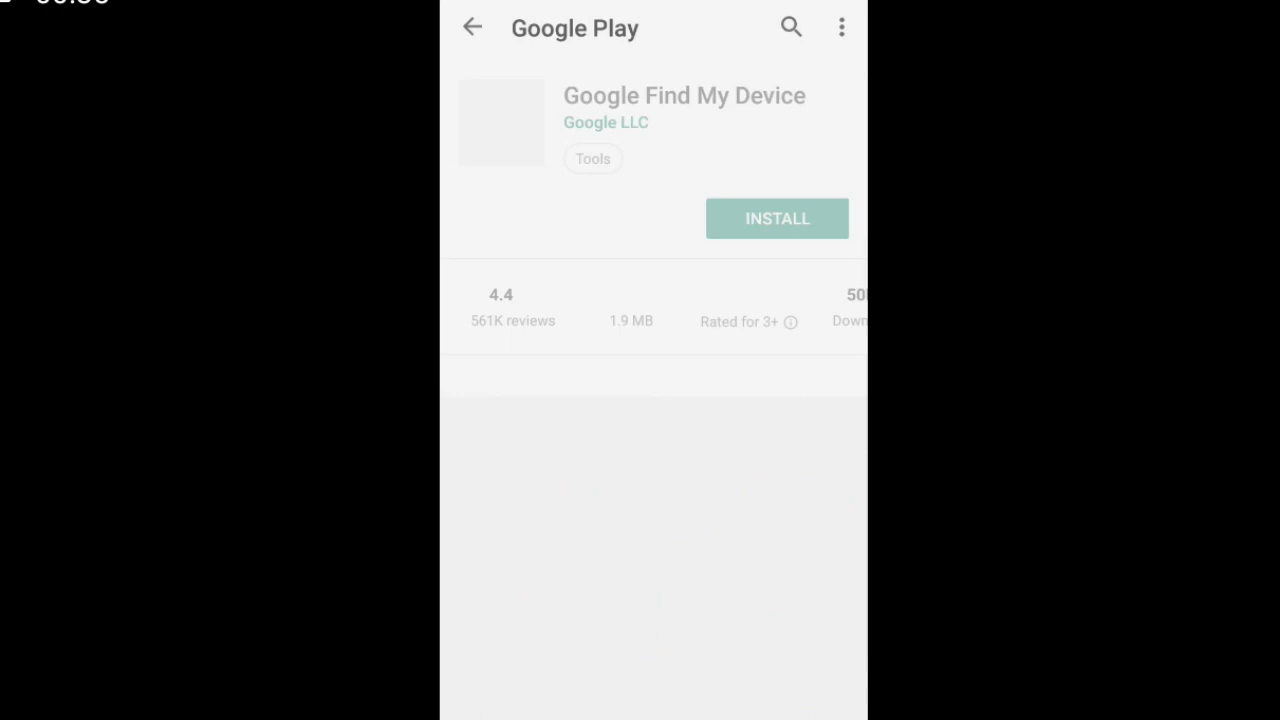 Google Play
Google Find My Device
Google LLC
Tools
INSTALL
4.4
561K reviews
1.9 MB
Rated for 3+
50
Down